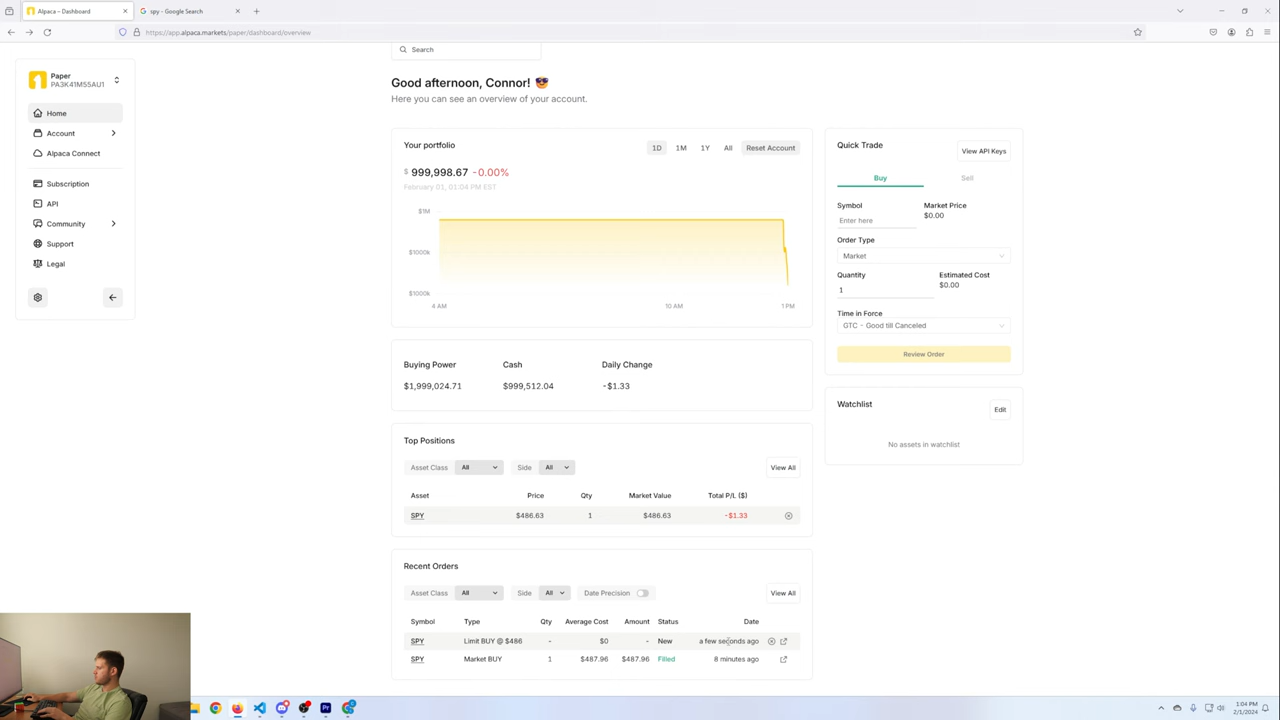 Alpaca – Dashboard
spy – Google Search
https://app.alpaca.markets/paper/dashboard/overview
Search
Paper
PA3K41M55AU1
Home
Account
Alpaca Connect
Subscription
API
Community
Support
Legal
Good afternoon, Connor! 😎
Here you can see an overview of your account.
Your portfolio
1D 1M 1Y All Reset Account
$ 999,998.67 -0.00%
February 01, 01:04 PM EST
$1M
$1000k
$1000k
4 AM 10 AM 1 PM
Buying Power Cash Daily Change
$1,999,024.71 $999,512.04 -$1.33
Top Positions
Asset Class All Side All View All
Asset Price Qty Market Value Total P/L ($)
SPY $486.63 1 $486.63 -$1.33
Recent Orders
Asset Class All Side All Date Precision View All
Symbol Type Qty Average Cost Amount Status Date
SPY Limit BUY @ $486 - $0 - New a few seconds ago
SPY Market BUY 1 $487.96 $487.96 Filled 8 minutes ago
Quick Trade View API Keys
Buy Sell
Symbol Market Price
Enter here $0.00
Order Type
Market
Quantity Estimated Cost
1 $0.00
Time in Force
GTC - Good till Canceled
Review Order
Watchlist Edit
No assets in watchlist
1:04 PM
2/1/2024